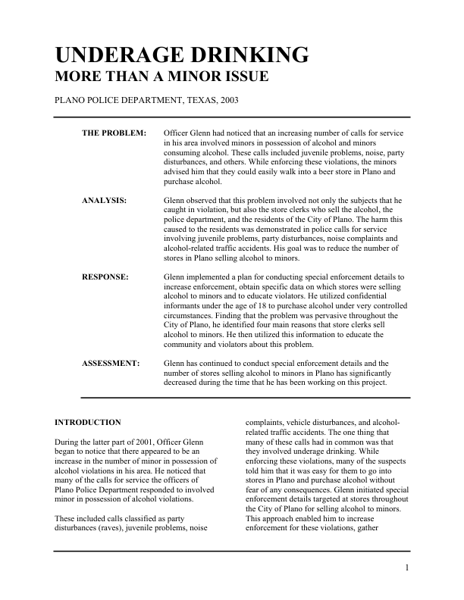 UNDERAGE DRINKING
MORE THAN A MINOR ISSUE
PLANO POLICE DEPARTMENT, TEXAS, 2003
THE PROBLEM: Officer Glenn had noticed that an increasing number of calls for service
in his area involved minors in possession of alcohol and minors
consuming alcohol. These calls included juvenile problems, noise, party
disturbances, and others. While enforcing these violations, the minors
advised him that they could easily walk into a beer store in Plano and
purchase alcohol.
ANALYSIS: Glenn observed that this problem involved not only the subjects that he
caught in violation, but also the store clerks who sell the alcohol, the
police department, and the residents of the City of Plano. The harm this
caused to the residents was demonstrated in police calls for service
involving juvenile problems, party disturbances, noise complaints and
alcohol-related traffic accidents. His goal was to reduce the number of
stores in Plano selling alcohol to minors.
RESPONSE: Glenn implemented a plan for conducting special enforcement details to
increase enforcement, obtain specific data on which stores were selling
alcohol to minors and to educate violators. He utilized confidential
informants under the age of 18 to purchase alcohol under very controlled
circumstances. Finding that the problem was pervasive throughout the
City of Plano, he identified four main reasons that store clerks sell
alcohol to minors. He then utilized this information to educate the
community and violators about this problem.
ASSESSMENT: Glenn has continued to conduct special enforcement details and the
number of stores selling alcohol to minors in Plano has significantly
decreased during the time that he has been working on this project.
INTRODUCTION
During the latter part of 2001, Officer Glenn
began to notice that there appeared to be an
increase in the number of minor in possession of
alcohol violations in his area. He noticed that
many of the calls for service the officers of
Plano Police Department responded to involved
minor in possession of alcohol violations.
These included calls classified as party
disturbances (raves), juvenile problems, noise
complaints, vehicle disturbances, and alcohol-
related traffic accidents. The one thing that
many of these calls had in common was that
they involved underage drinking. While
enforcing these violations, many of the suspects
told him that it was easy for them to go into
stores in Plano and purchase alcohol without
fear of any consequences. Glenn initiated special
enforcement details targeted at stores throughout
the City of Plano for selling alcohol to minors.
This approach enabled him to increase
enforcement for these violations, gather
1